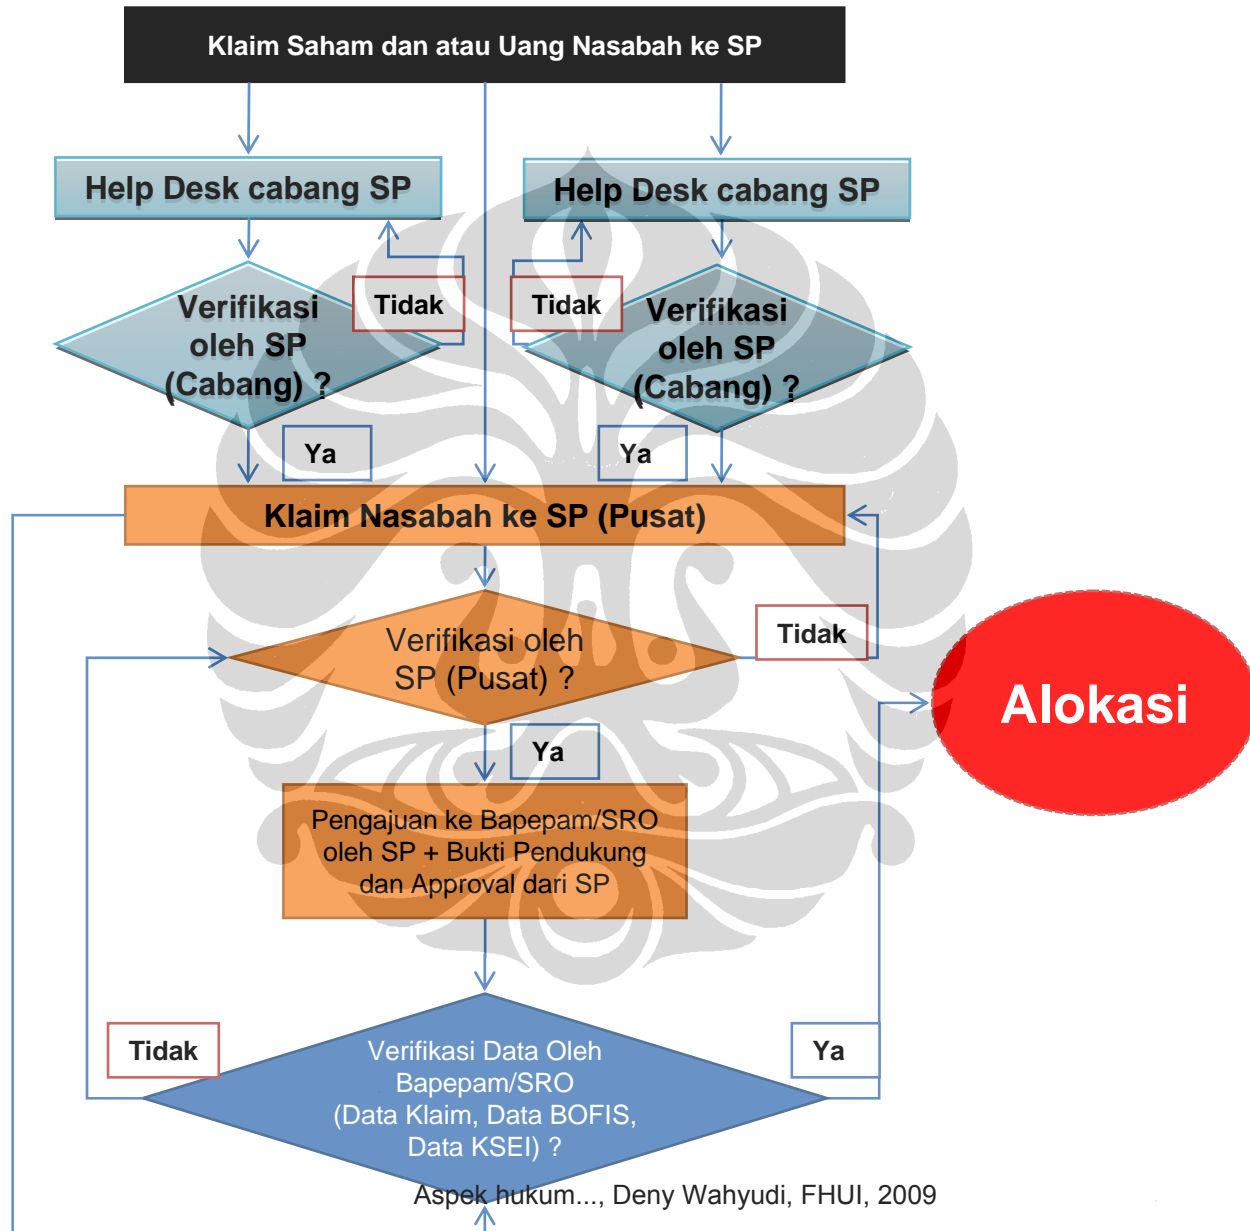 Klaim Saham dan atau Uang Nasabah ke SP
Help Desk cabang SP
Help Desk cabang SP
Verifikasi
oleh SP
(Cabang) ?
Tidak
Tidak
Verifikasi
oleh SP
(Cabang) ?
Ya
Ya
Klaim Nasabah ke SP (Pusat)
Verifikasi oleh
SP (Pusat) ?
Tidak
Alokasi
Ya
Pengajuan ke Bapepam/SRO
oleh SP + Bukti Pendukung
dan Approval dari SP
Tidak
Verifikasi Data Oleh
Bapepam/SRO
(Data Klaim, Data BOFIS,
Data KSEI) ?
Ya
Aspek hukum..., Deny Wahyudi, FHUI, 2009